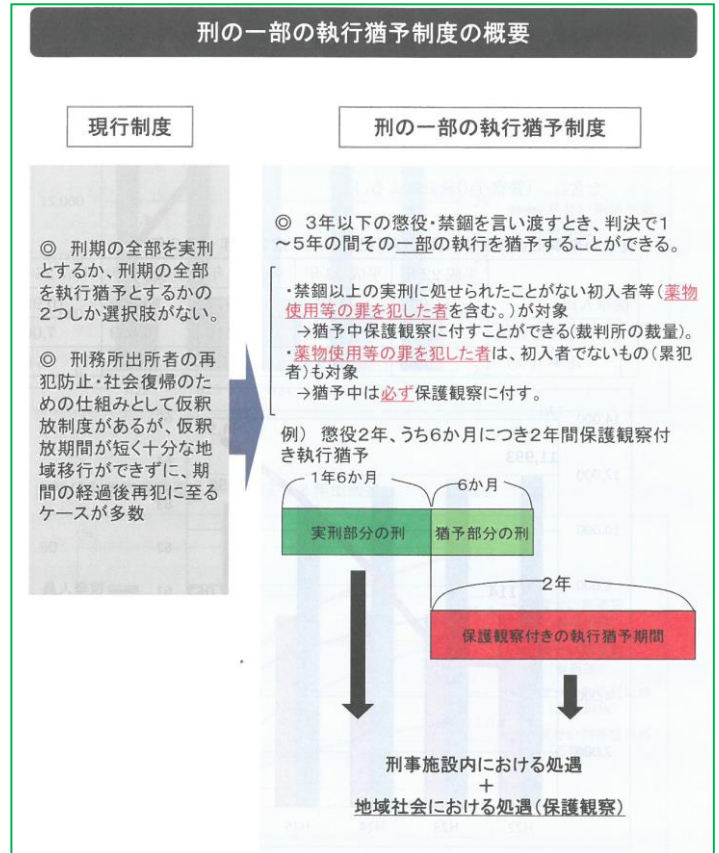 刑の一部の執行猶予制度の概要
現行制度
◎ 刑期の全部を実刑
とするか、刑期の全部
を執行猶予とするかの
2つしか選択肢がない。
◎ 刑務所出所者の再
犯防止・社会復帰のた
めの仕組みとして仮釈
放制度があるが、仮釈
放期間が短く十分な地
域移行ができずに、期
間の経過後再犯に至る
ケースが多数
刑の一部の執行猶予制度
◎ 3年以下の懲役・禁錮を言い渡すとき、判決で1
~5年の間その一部の執行を猶予することができる。
・禁錮以上の実刑に処せられたことがない初入者等(薬物
使用等の罪を犯した者を含む。)が対象
→猶予中保護観察に付すことができる(裁判所の裁量)。
・薬物使用等の罪を犯した者は、初入者でないもの(累犯
者)も対象
→猶予中は必ず保護観察に付す。
例) 懲役2年、うち6か月につき2年間保護観察付
き執行猶予
1年6か月
6か月
実刑部分の刑
猶予部分の刑
2年
保護観察付きの執行猶予期間
刑事施設内における処遇
+
地域社会における処遇(保護観察)